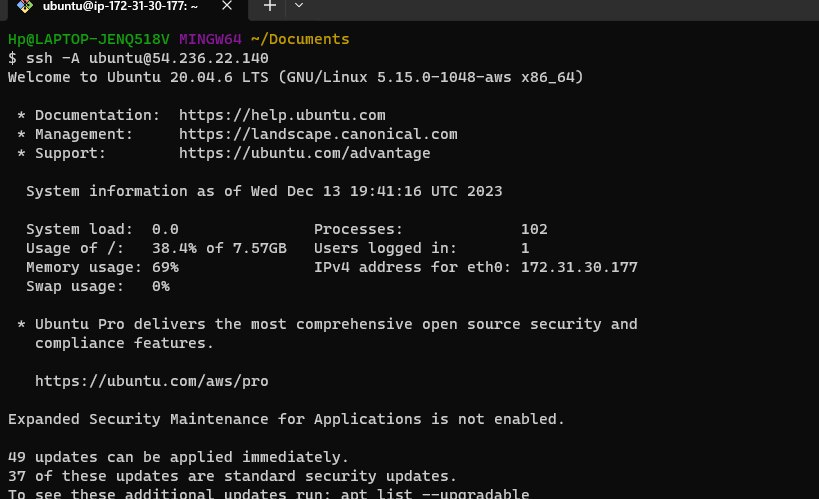 ubuntu@ip-172-31-30-177: ~
Hp@LAPTOP-JENQ518V MINGW64 ~/Documents
$ ssh -A ubuntu@54.236.22.140
Welcome to Ubuntu 20.04.6 LTS (GNU/Linux 5.15.0-1048-aws x86_64)
* Documentation:  https://help.ubuntu.com
* Management:     https://landscape.canonical.com
* Support:        https://ubuntu.com/advantage
System information as of Wed Dec 13 19:41:16 UTC 2023
System load:  0.0               Processes:             102
Usage of /:   38.4% of 7.57GB   Users logged in:       1
Memory usage: 69%               IPv4 address for eth0: 172.31.30.177
Swap usage:   0%
* Ubuntu Pro delivers the most comprehensive open source security and
compliance features.
https://ubuntu.com/aws/pro
Expanded Security Maintenance for Applications is not enabled.
49 updates can be applied immediately.
37 of these updates are standard security updates.
To see these additional updates run: apt list --upgradable